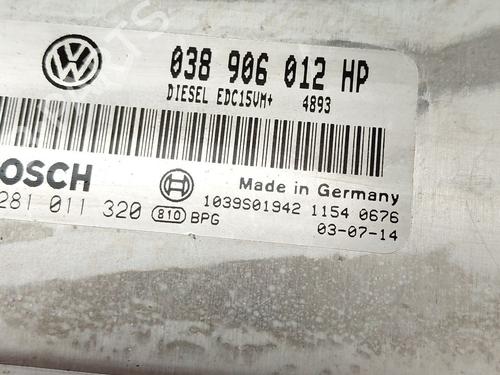 038 906 012 HP
DIESEL EDC15VM+ 4893
OSCH
Made in Germany
281 011 320 810 BPG
1039S01942 1154 0676
03-07-14